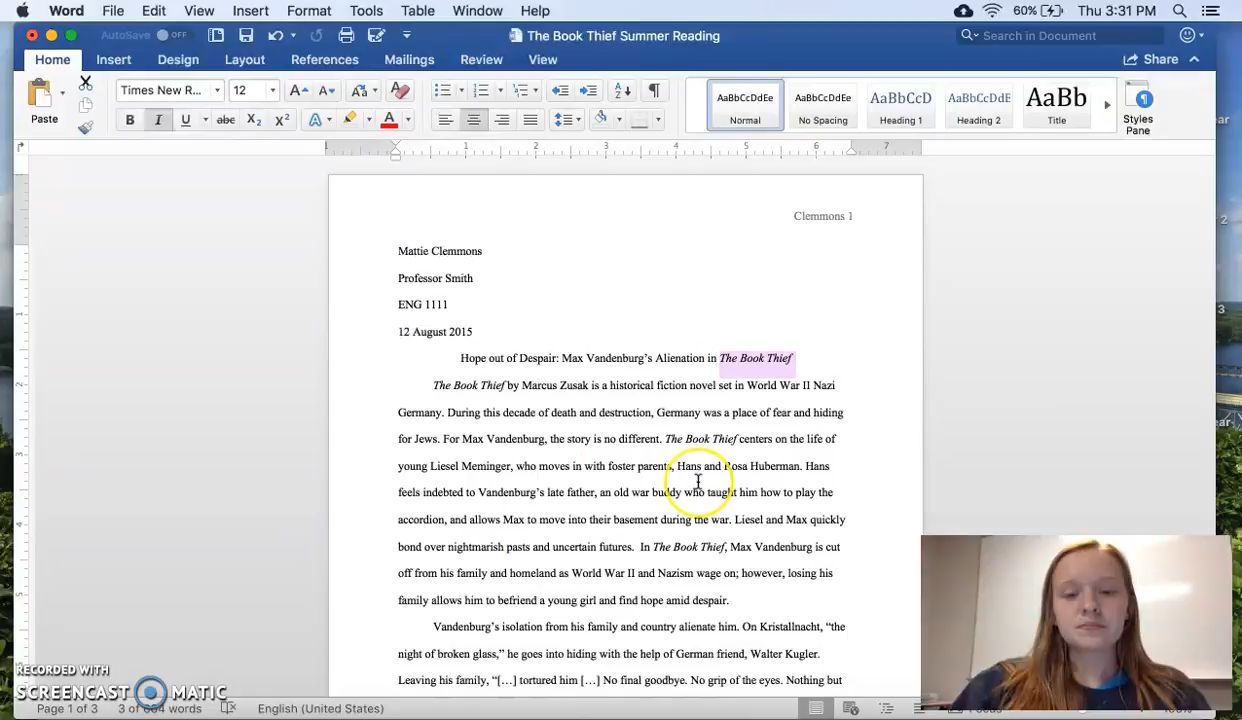 Word File Edit View Insert Format Tools Table Window Help 60% Thu 3:31 PM
AutoSave OFF The Book Thief Summer Reading Search in Document
Home Insert Design Layout References Mailings Review View Share
Times New R... 12
Paste
AaBbCcDdEe AaBbCcDdEe AaBbCcD AaBbCcDdE AaBb
Normal No Spacing Heading 1 Heading 2 Title Styles Pane
1 1 2 3 4 5 6 7
Clemmons 1
Mattie Clemmons
Professor Smith
ENG 1111
12 August 2015
Hope out of Despair: Max Vandenburg's Alienation in The Book Thief
The Book Thief by Marcus Zusak is a historical fiction novel set in World War II Nazi
Germany. During this decade of death and destruction, Germany was a place of fear and hiding
for Jews. For Max Vandenburg, the story is no different. The Book Thief centers on the life of
young Liesel Meminger, who moves in with foster parents, Hans and Rosa Huberman. Hans
feels indebted to Vandenburg's late father, an old war buddy who taught him how to play the
accordion, and allows Max to move into their basement during the war. Liesel and Max quickly
bond over nightmarish pasts and uncertain futures.  In The Book Thief, Max Vandenburg is cut
off from his family and homeland as World War II and Nazism wage on; however, losing his
family allows him to befriend a young girl and find hope amid despair.
Vandenburg's isolation from his family and country alienate him. On Kristallnacht, “the
night of broken glass,” he goes into hiding with the help of German friend, Walter Kugler.
Leaving his family, “[…] tortured him […] No final goodbye. No grip of the eyes. Nothing but
RECORDED WITH
SCREENCAST MATIC
Page 1 of 3 words English (United States)